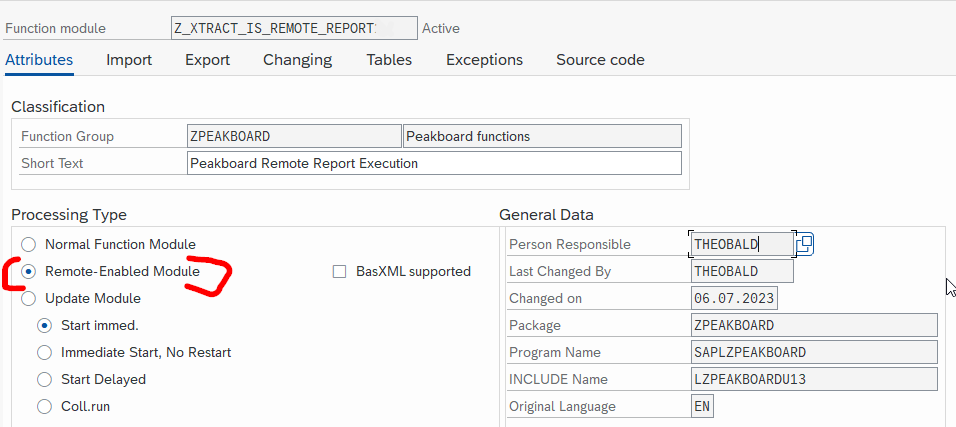 Function module Z_XTRACT_IS_REMOTE_REPORT Active
Attributes Import Export Changing Tables Exceptions Source code
Classification
Function Group ZPEAKBOARD Peakboard functions
Short Text Peakboard Remote Report Execution
Processing Type
Normal Function Module
Remote-Enabled Module BasXML supported
Update Module
Start immed.
Immediate Start, No Restart
Start Delayed
Coll.run
General Data
Person Responsible THEOBALD
Last Changed By THEOBALD
Changed on 06.07.2023
Package ZPEAKBOARD
Program Name SAPLZPEAKBOARD
INCLUDE Name LZPEAKBOARDU13
Original Language EN